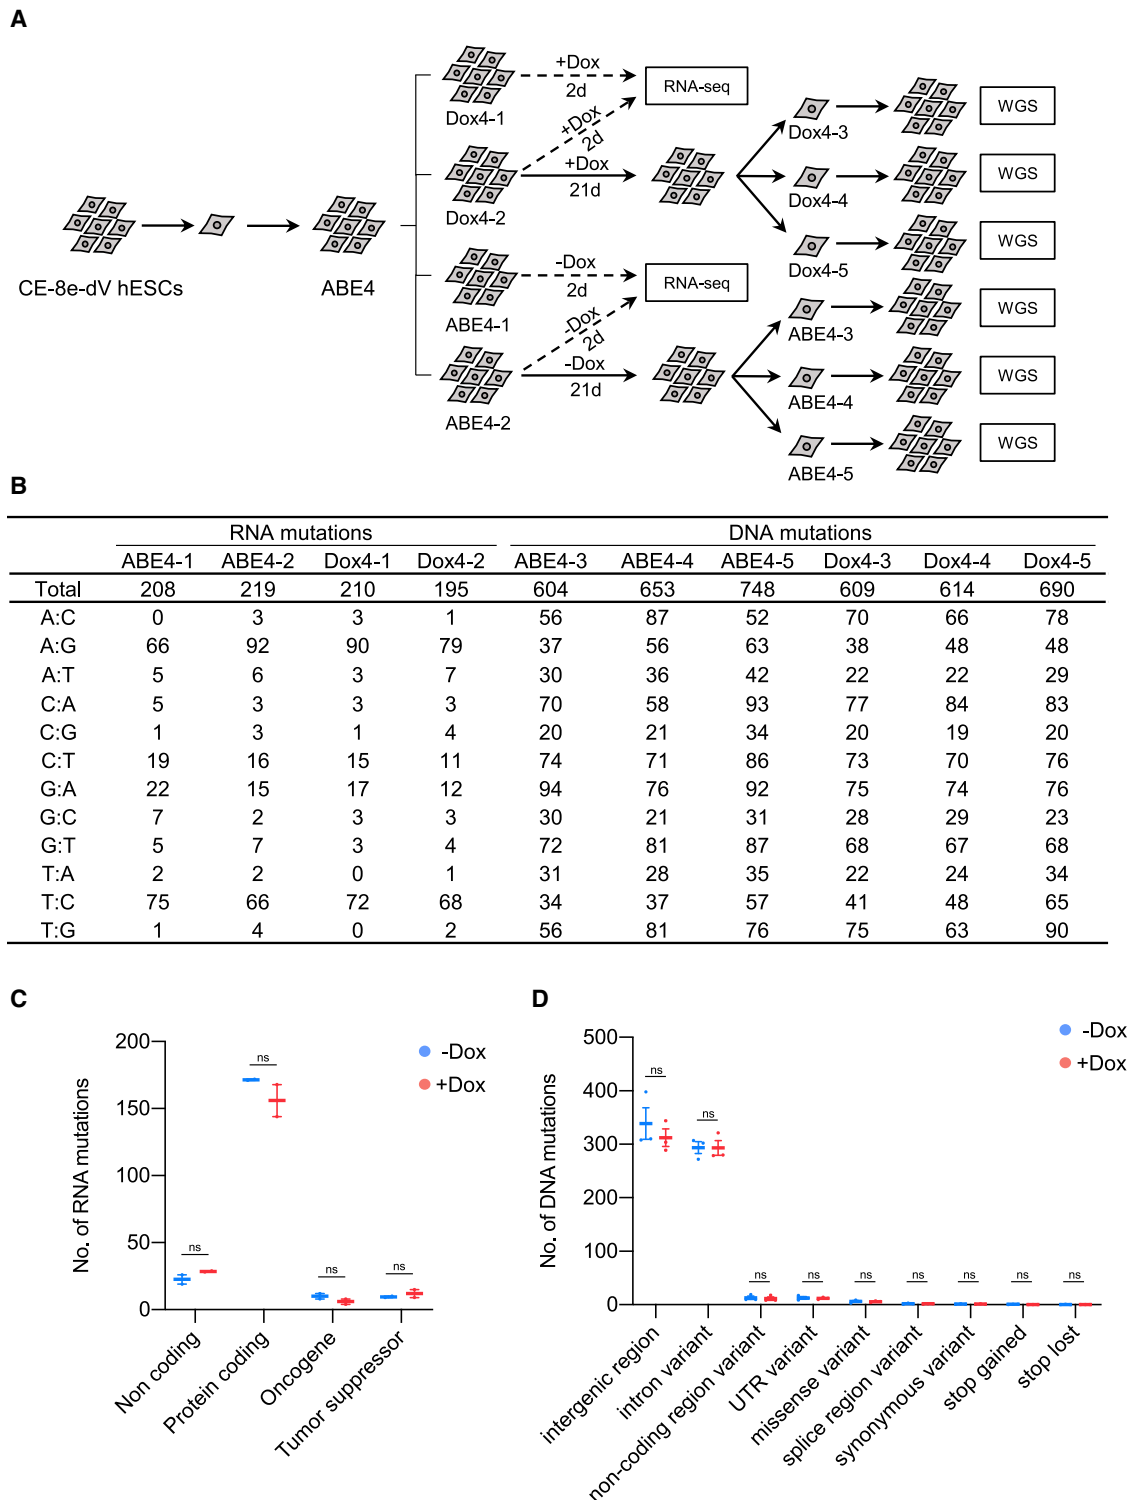 A
+Dox
2d
RNA-seq
Dox4-1
+Dox
2d
+Dox
21d
Dox4-2
Dox4-3
WGS
Dox4-4
WGS
Dox4-5
WGS
CE-8e-dV hESCs
ABE4
-Dox
2d
RNA-seq
ABE4-1
-Dox
2d
-Dox
21d
ABE4-2
ABE4-3
WGS
ABE4-4
WGS
ABE4-5
WGS
B
RNA mutations DNA mutations
ABE4-1 ABE4-2 Dox4-1 Dox4-2 ABE4-3 ABE4-4 ABE4-5 Dox4-3 Dox4-4 Dox4-5
Total 208 219 210 195 604 653 748 609 614 690
A:C 0 3 3 1 56 87 52 70 66 78
A:G 66 92 90 79 37 56 63 38 48 48
A:T 5 6 3 7 30 36 42 22 22 29
C:A 5 3 3 3 70 58 93 77 84 83
C:G 1 3 1 4 20 21 34 20 19 20
C:T 19 16 15 11 74 71 86 73 70 76
G:A 22 15 17 12 94 76 92 75 74 76
G:C 7 2 3 3 30 21 31 28 29 23
G:T 5 7 3 4 72 81 87 68 67 68
T:A 2 2 0 1 31 28 35 22 24 34
T:C 75 66 72 68 34 37 57 41 48 65
T:G 1 4 0 2 56 81 76 75 63 90
C
No. of RNA mutations
200
150
100
50
0
ns
ns
ns
ns
-Dox
+Dox
Non coding
Protein coding
Oncogene
Tumor suppressor
D
No. of DNA mutations
500
400
300
200
100
0
ns
ns
ns
ns
ns
ns
ns
ns
ns
-Dox
+Dox
intergenic region
intron variant
non-coding region variant
UTR variant
missense variant
splice region variant
synonymous variant
stop gained
stop lost